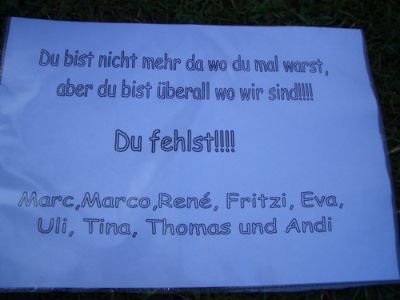 Du bist nicht mehr da wo du mal warst,
aber du bist überall wo wir sind!!!!
Du fehlst!!!!
Marc,Marco,René, Fritzi, Eva,
Uli, Tina, Thomas und Andi